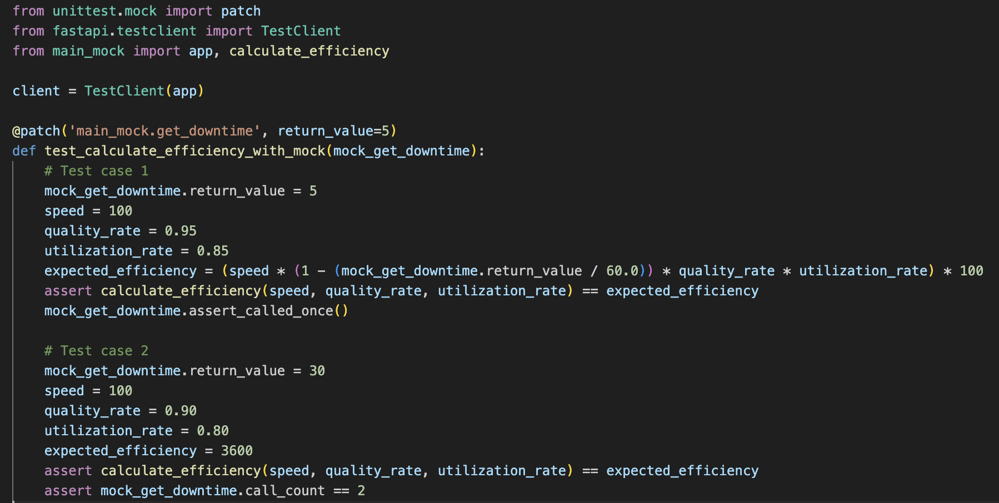 from unittest.mock import patch
from fastapi.testclient import TestClient
from main_mock import app, calculate_efficiency

client = TestClient(app)

@patch('main_mock.get_downtime', return_value=5)
def test_calculate_efficiency_with_mock(mock_get_downtime):
    # Test case 1
    mock_get_downtime.return_value = 5
    speed = 100
    quality_rate = 0.95
    utilization_rate = 0.85
    expected_efficiency = (speed * (1 - (mock_get_downtime.return_value / 60.0)) * quality_rate * utilization_rate) * 100
    assert calculate_efficiency(speed, quality_rate, utilization_rate) == expected_efficiency
    mock_get_downtime.assert_called_once()

    # Test case 2
    mock_get_downtime.return_value = 30
    speed = 100
    quality_rate = 0.90
    utilization_rate = 0.80
    expected_efficiency = 3600
    assert calculate_efficiency(speed, quality_rate, utilization_rate) == expected_efficiency
    assert mock_get_downtime.call_count == 2